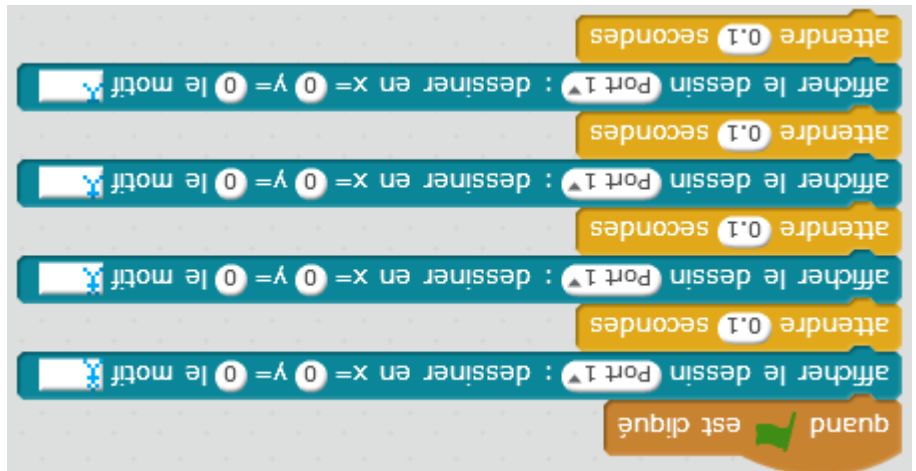 quand est cliqué
afficher le dessin Port 1 : dessiner en x= 0 y= 0 le motif
attendre 0.1 secondes
afficher le dessin Port 1 : dessiner en x= 0 y= 0 le motif
attendre 0.1 secondes
afficher le dessin Port 1 : dessiner en x= 0 y= 0 le motif
attendre 0.1 secondes
afficher le dessin Port 1 : dessiner en x= 0 y= 0 le motif
attendre 0.1 secondes